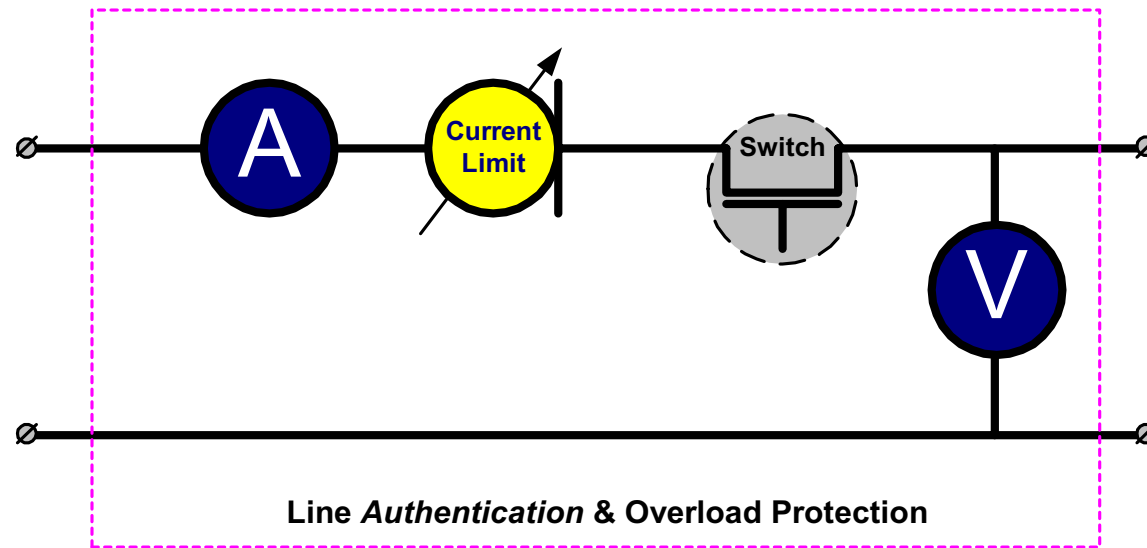 A
Current
Limit
Switch
V
Line Authentication & Overload Protection